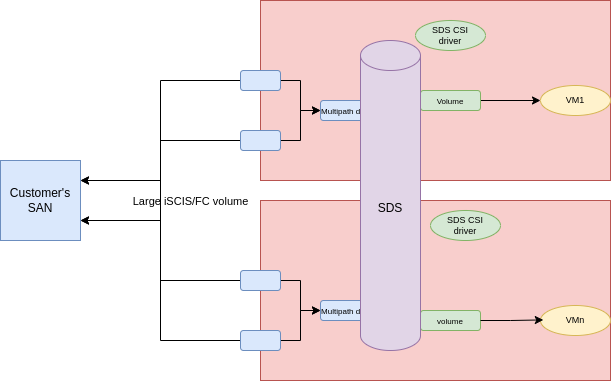 SDS CSI
driver
Multipath d
Volume
VM1
Customer's
SAN
Large iSCIS/FC volume
SDS
SDS CSI
driver
Multipath d
volume
VMn